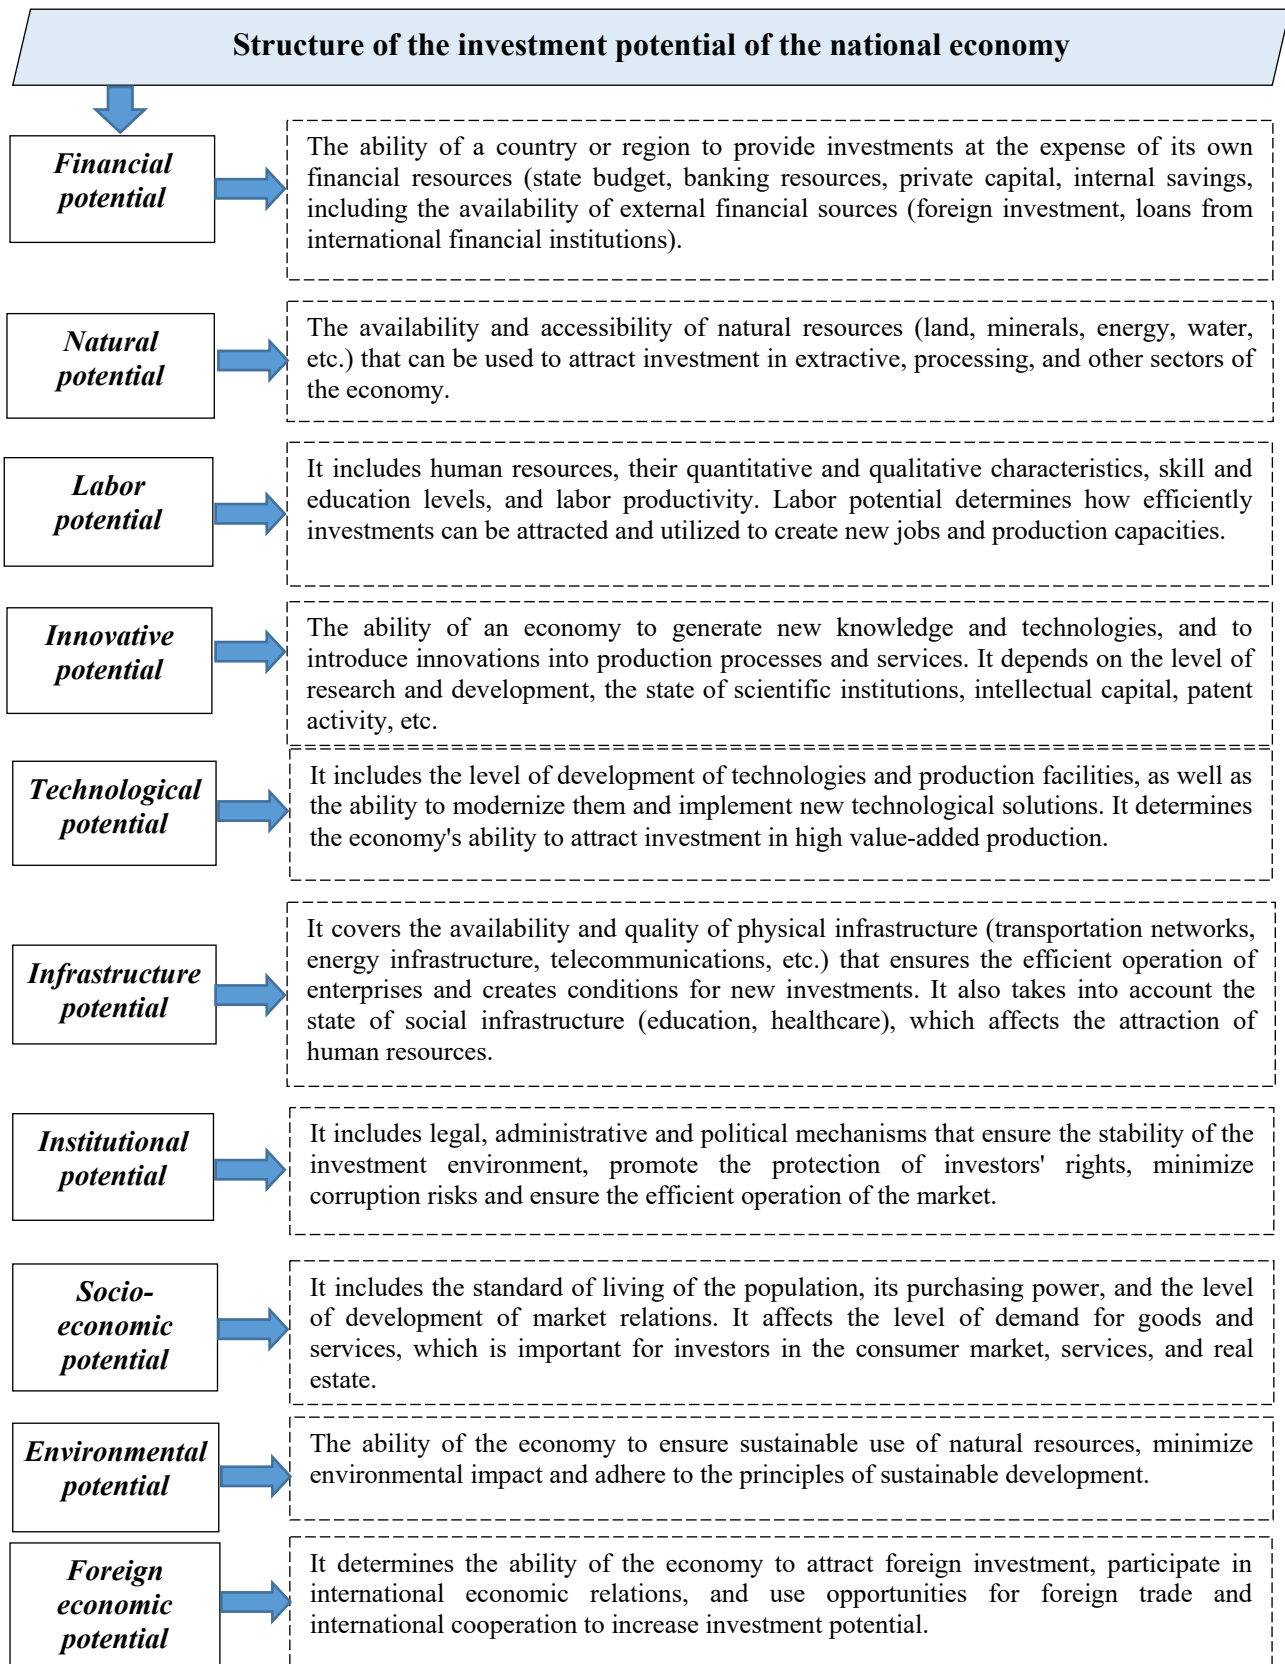 Structure of the investment potential of the national economy
Financial
potential
The ability of a country or region to provide investments at the expense of its own
financial resources (state budget, banking resources, private capital, internal savings,
including the availability of external financial sources (foreign investment, loans from
international financial institutions).
Natural
potential
The availability and accessibility of natural resources (land, minerals, energy, water,
etc.) that can be used to attract investment in extractive, processing, and other sectors of
the economy.
Labor
potential
It includes human resources, their quantitative and qualitative characteristics, skill and
education levels, and labor productivity. Labor potential determines how efficiently
investments can be attracted and utilized to create new jobs and production capacities.
Innovative
potential
The ability of an economy to generate new knowledge and technologies, and to
introduce innovations into production processes and services. It depends on the level of
research and development, the state of scientific institutions, intellectual capital, patent
activity, etc.
Technological
potential
It includes the level of development of technologies and production facilities, as well as
the ability to modernize them and implement new technological solutions. It determines
the economy's ability to attract investment in high value-added production.
Infrastructure
potential
It covers the availability and quality of physical infrastructure (transportation networks,
energy infrastructure, telecommunications, etc.) that ensures the efficient operation of
enterprises and creates conditions for new investments. It also takes into account the
state of social infrastructure (education, healthcare), which affects the attraction of
human resources.
Institutional
potential
It includes legal, administrative and political mechanisms that ensure the stability of the
investment environment, promote the protection of investors' rights, minimize
corruption risks and ensure the efficient operation of the market.
Socio-
economic
potential
It includes the standard of living of the population, its purchasing power, and the level
of development of market relations. It affects the level of demand for goods and
services, which is important for investors in the consumer market, services, and real
estate.
Environmental
potential
The ability of the economy to ensure sustainable use of natural resources, minimize
environmental impact and adhere to the principles of sustainable development.
Foreign
economic
potential
It determines the ability of the economy to attract foreign investment, participate in
international economic relations, and use opportunities for foreign trade and
international cooperation to increase investment potential.